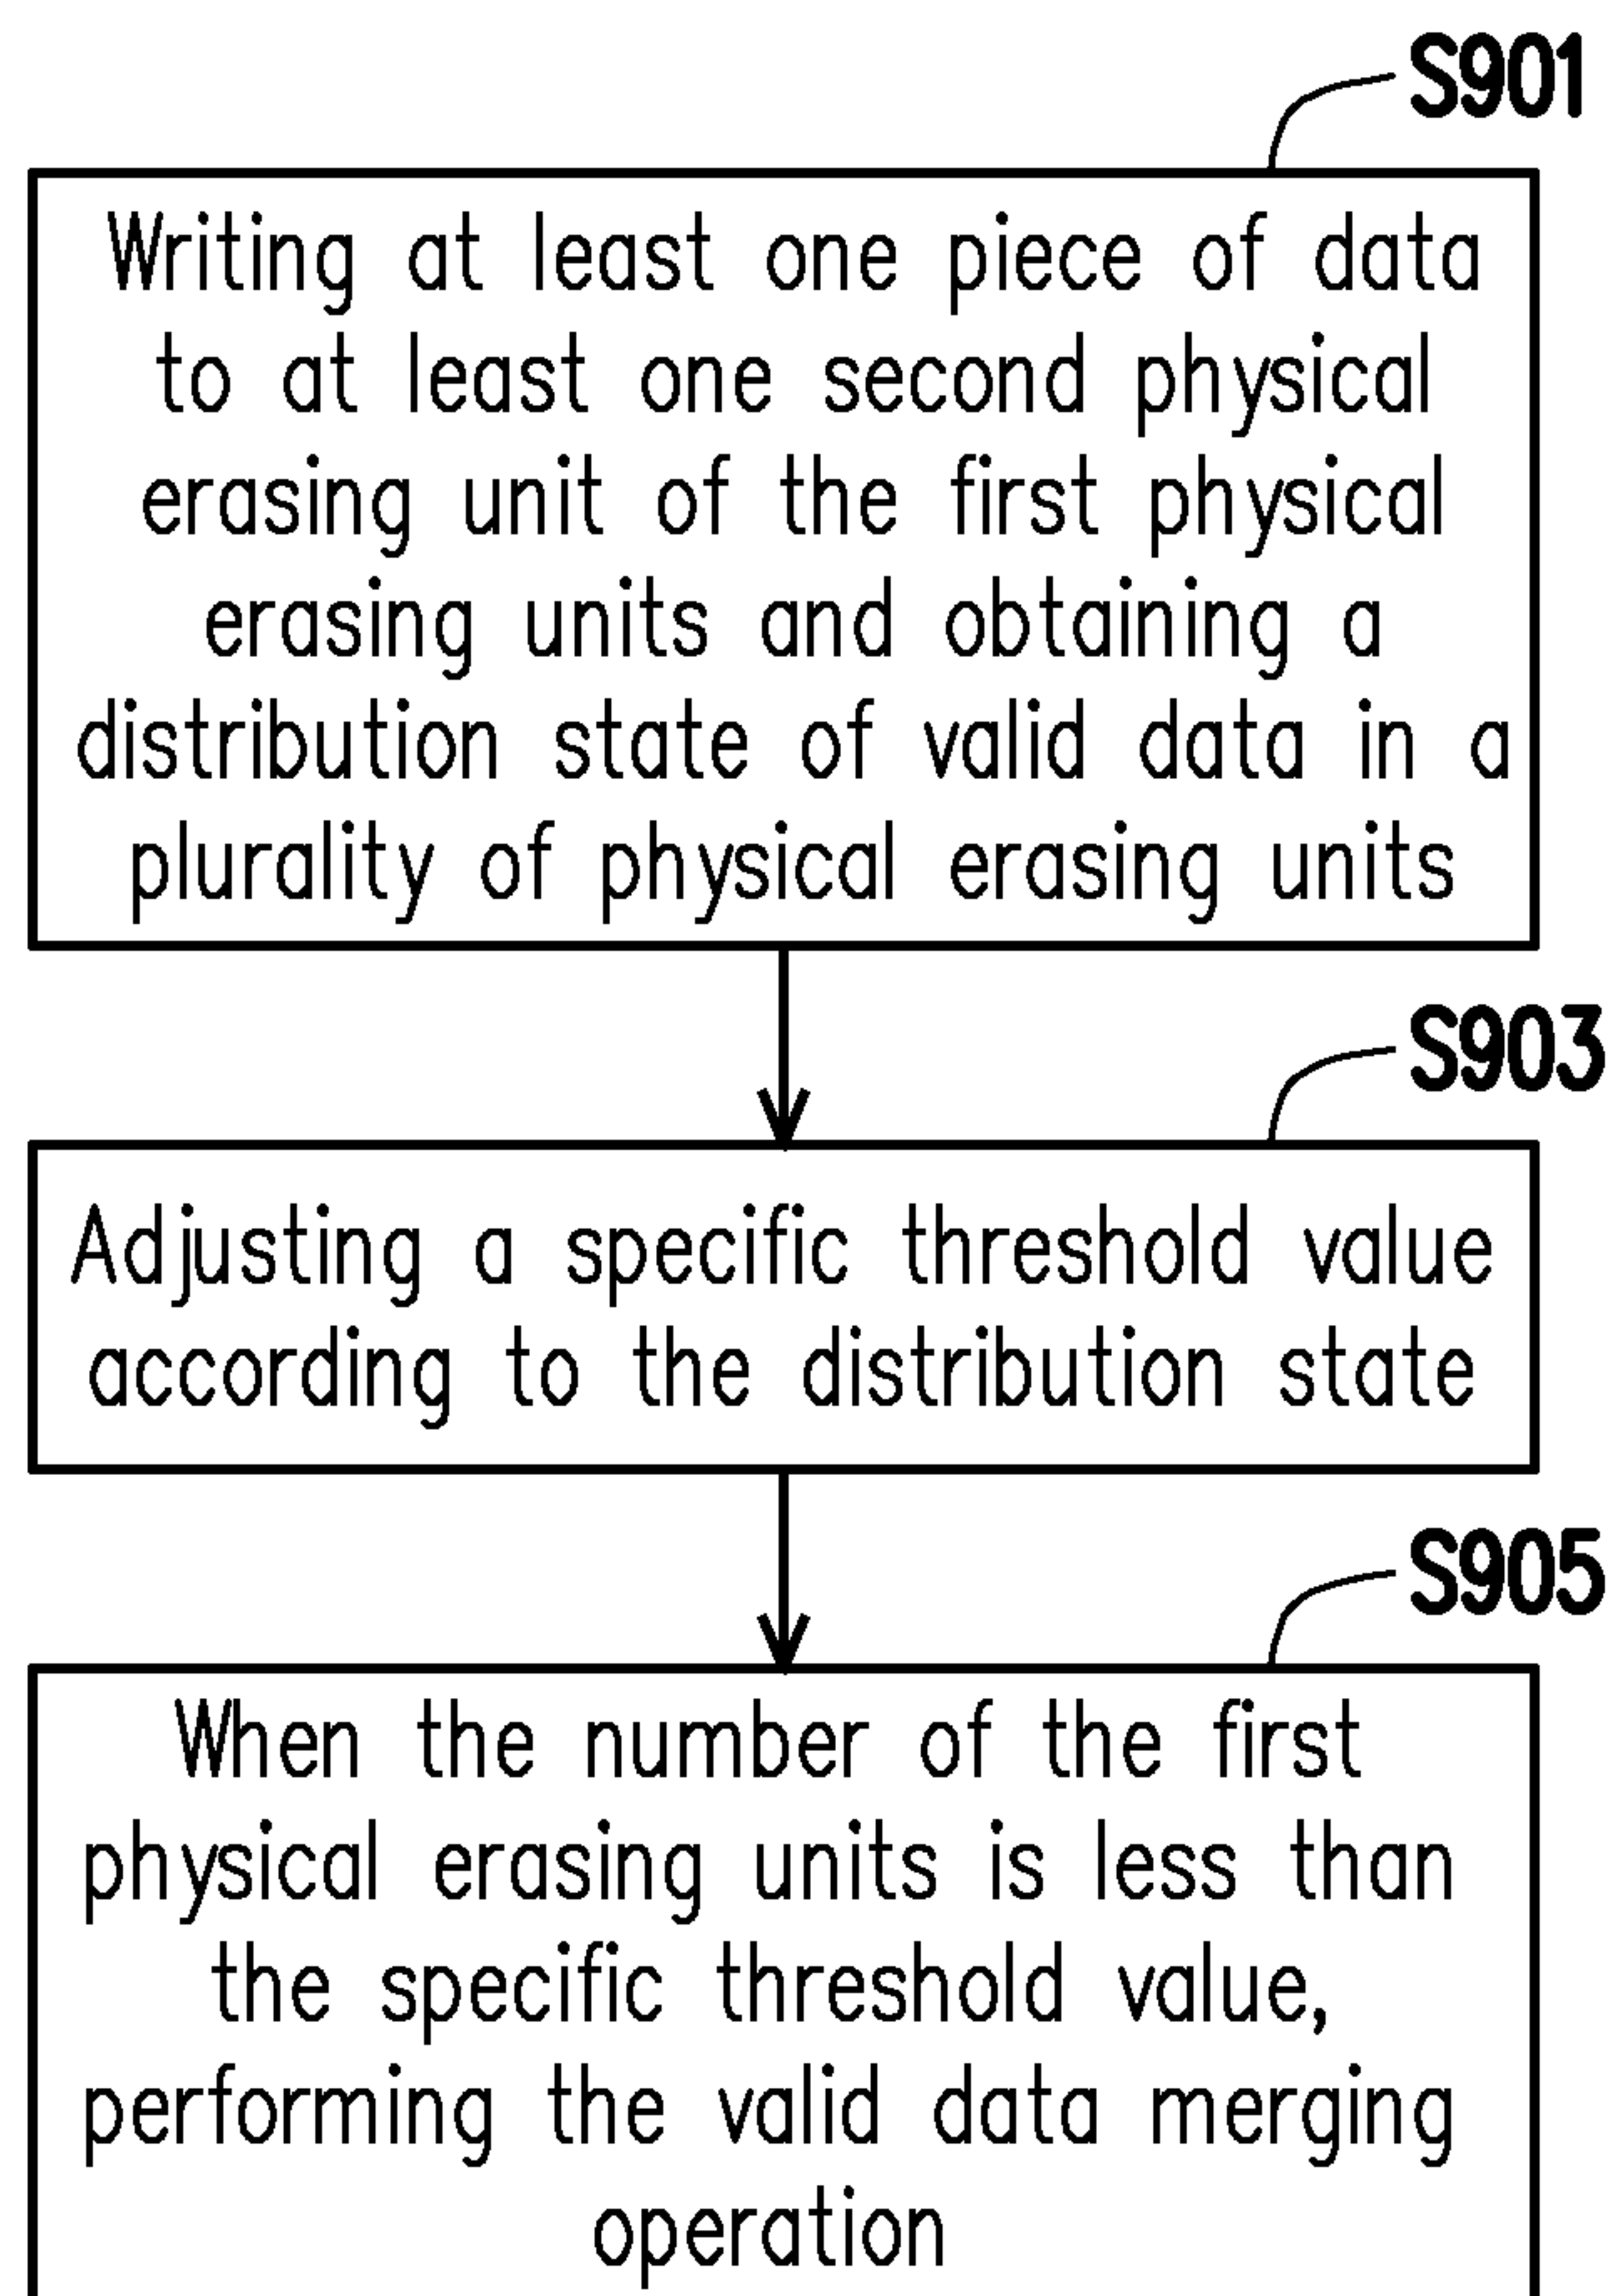 S901
Writing at least one piece of data
to at least one second physical
erasing unit of the first physical
erasing units and obtaining a
distribution state of valid data in a
plurality of physical erasing units
S903
Adjusting a specific threshold value
according to the distribution state
S905
When the number of the first
physical erasing units is less than
the specific threshold value,
performing the valid data merging
operation